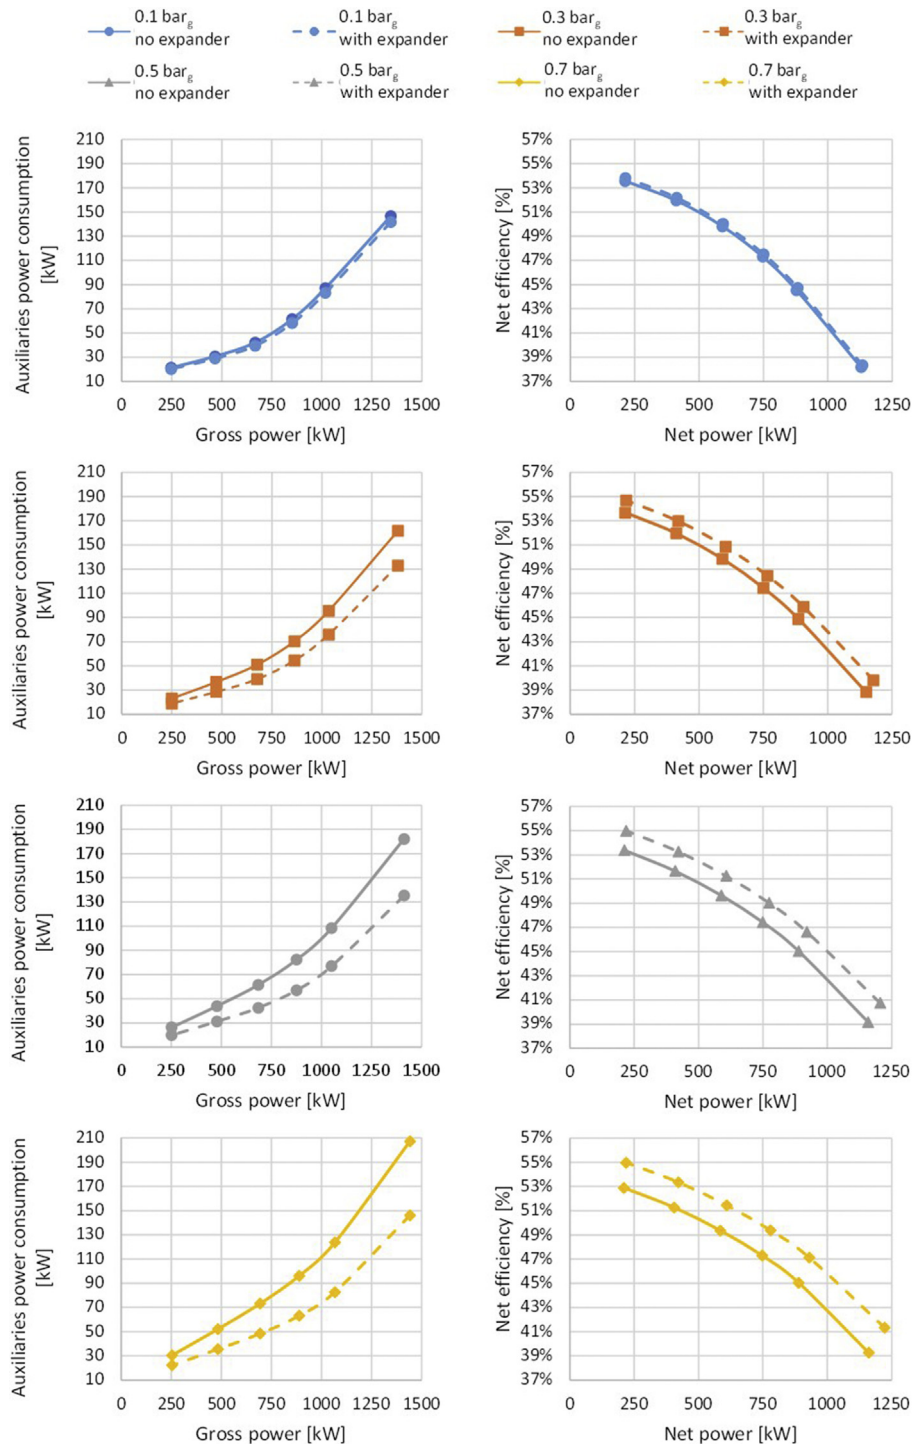 0.1 barg
no expander
0.1 barg
with expander
0.3 barg
no expander
0.3 barg
with expander
0.5 barg
no expander
0.5 barg
with expander
0.7 barg
no expander
0.7 barg
with expander
Auxiliaries power consumption
[kW]
210
190
170
150
130
110
90
70
50
30
10
0 250 500 750 1000 1250 1500
Gross power [kW]
Net efficiency [%]
57%
55%
53%
51%
49%
47%
45%
43%
41%
39%
37%
0 250 500 750 1000 1250
Net power [kW]
Auxiliaries power consumption
[kW]
210
190
170
150
130
110
90
70
50
30
10
0 250 500 750 1000 1250 1500
Gross power [kW]
Net efficiency [%]
57%
55%
53%
51%
49%
47%
45%
43%
41%
39%
37%
0 250 500 750 1000 1250
Net power [kW]
Auxiliaries power consumption
[kW]
210
190
170
150
130
110
90
70
50
30
10
0 250 500 750 1000 1250 1500
Gross power [kW]
Net efficiency [%]
57%
55%
53%
51%
49%
47%
45%
43%
41%
39%
37%
0 250 500 750 1000 1250
Net power [kW]
Auxiliaries power consumption
[kW]
210
190
170
150
130
110
90
70
50
30
10
0 250 500 750 1000 1250 1500
Gross power [kW]
Net efficiency [%]
57%
55%
53%
51%
49%
47%
45%
43%
41%
39%
37%
0 250 500 750 1000 1250
Net power [kW]